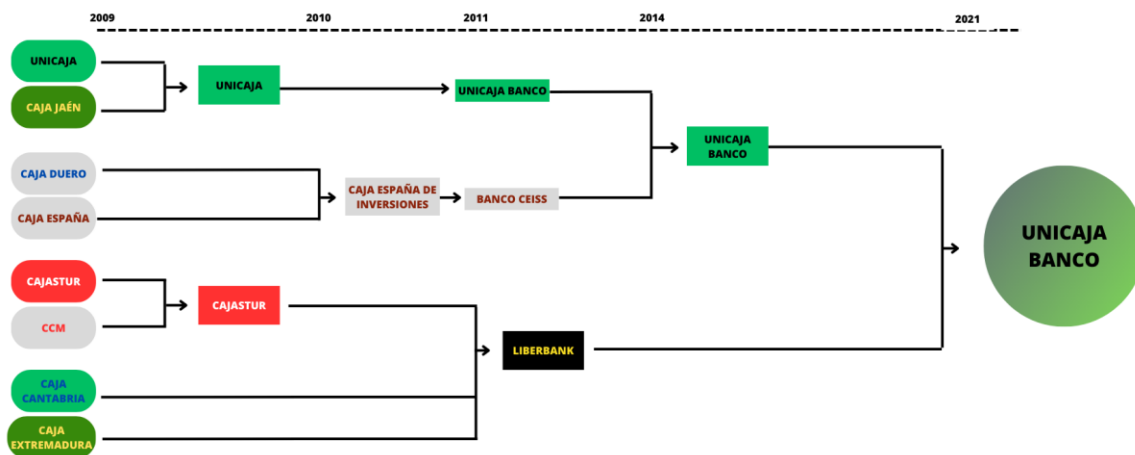 2009
2010
2011
2014
2021
UNICAJA
CAJA JAÉN
UNICAJA
UNICAJA BANCO
UNICAJA
BANCO
CAJA DUERO
CAJA ESPAÑA
CAJA ESPAÑA DE
INVERSIONES
BANCO CEISS
UNICAJA
BANCO
CAJASTUR
CCM
CAJASTUR
LIBERBANK
CAJA
CANTABRIA
CAJA
EXTREMADURA